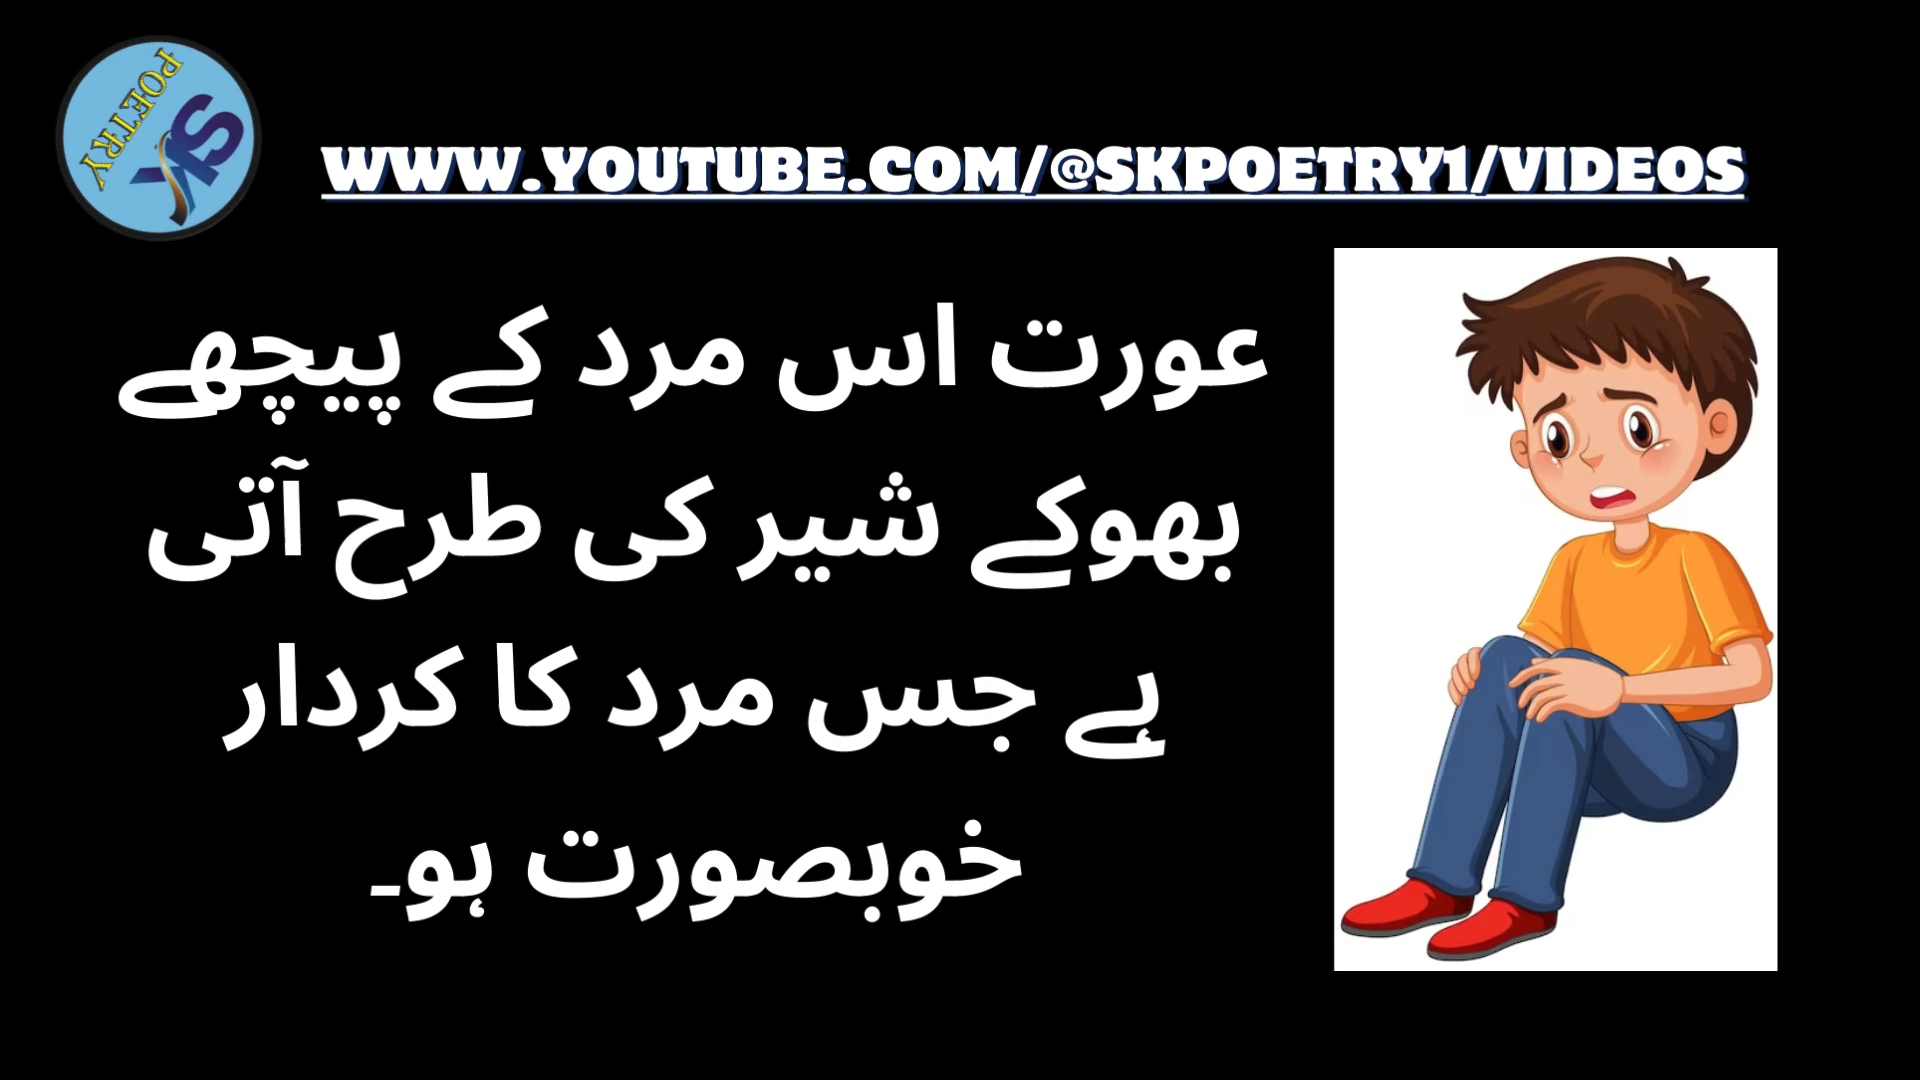 POETRY
SK
WWW.YOUTUBE.COM/@SKPOETRY1/VIDEOS
عورت اس مرد کے پیچھے
بھوکے شیر کی طرح آتی
ہے جس مرد کا کردار
خوبصورت ہو۔